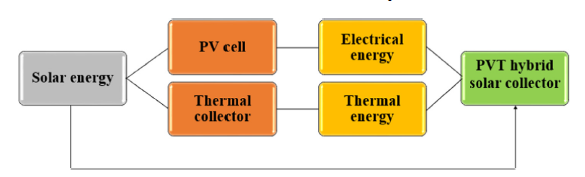 Solar energy
PV cell
Electrical
energy
Thermal
collector
Thermal
energy
PVT hybrid
solar collector